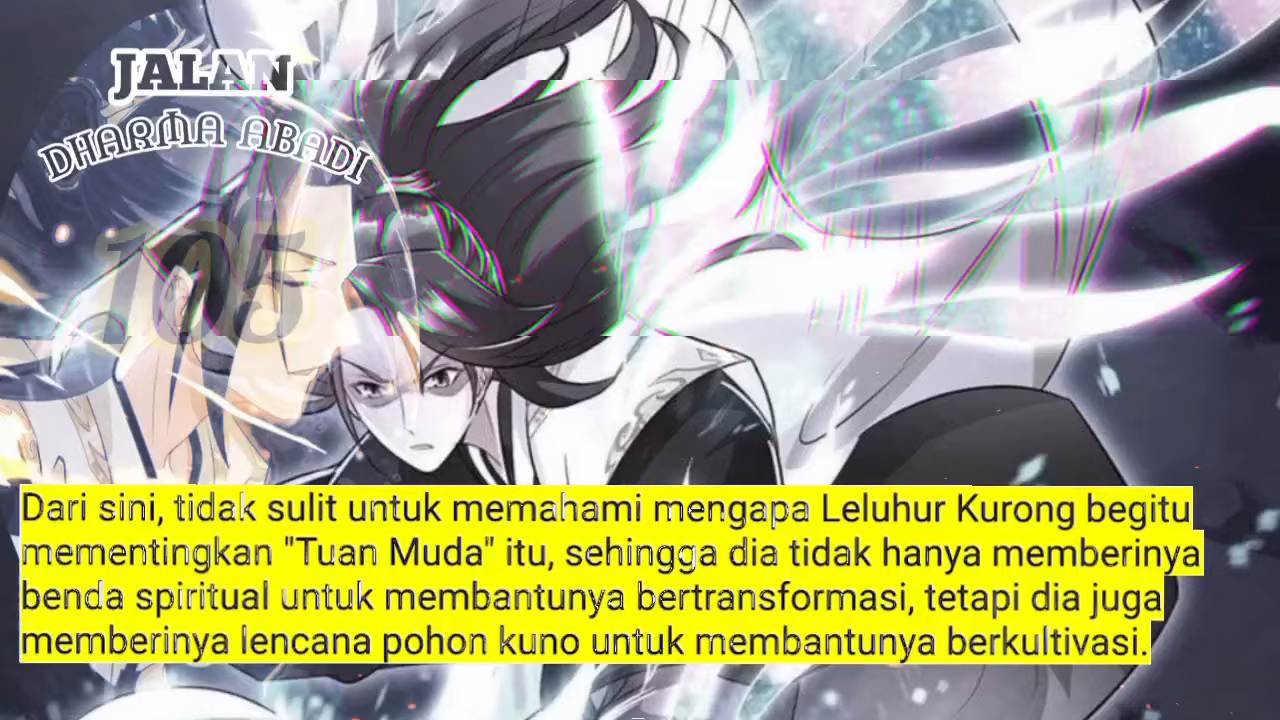 JALAN
DHARMA ABADI
105
Dari sini, tidak sulit untuk memahami mengapa Leluhur Kurong begitu
mementingkan "Tuan Muda" itu, sehingga dia tidak hanya memberinya
benda spiritual untuk membantunya bertransformasi, tetapi dia juga
memberinya lencana pohon kuno untuk membantunya berkultivasi.